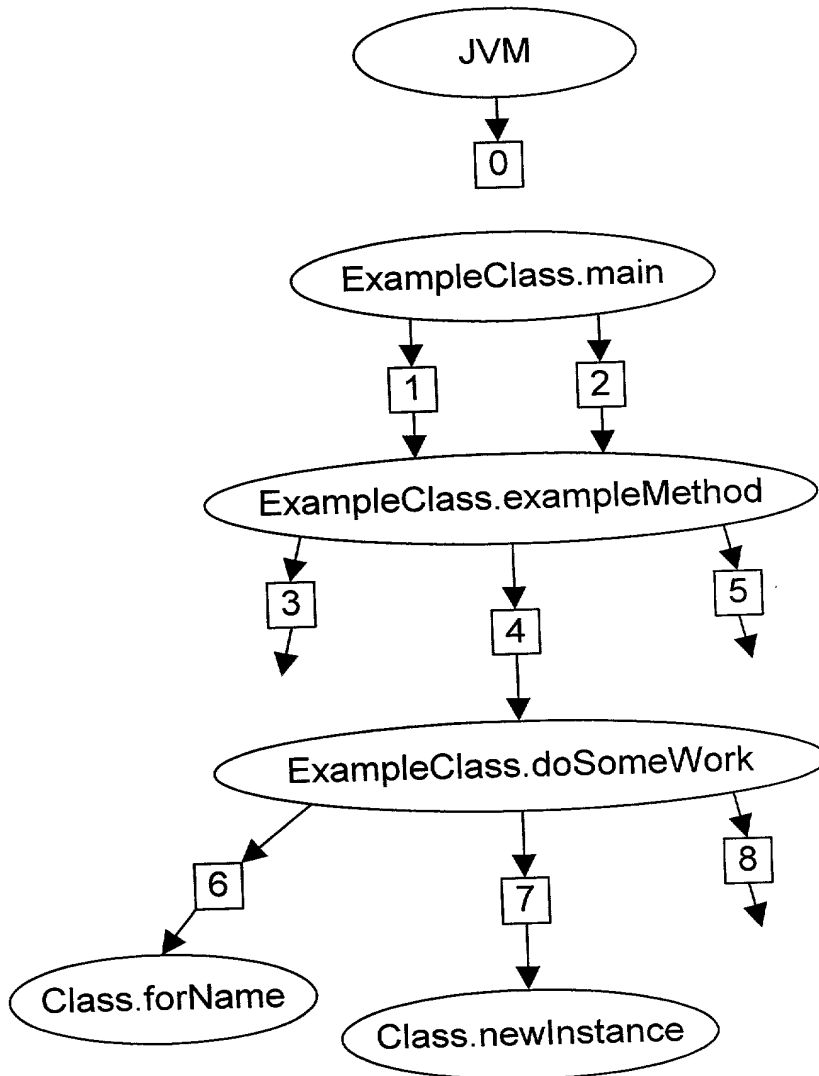 JVM
0
ExampleClass.main
1 2
ExampleClass.exampleMethod
3 4 5
ExampleClass.doSomeWork
6 7 8
Class.forName
Class.newInstance